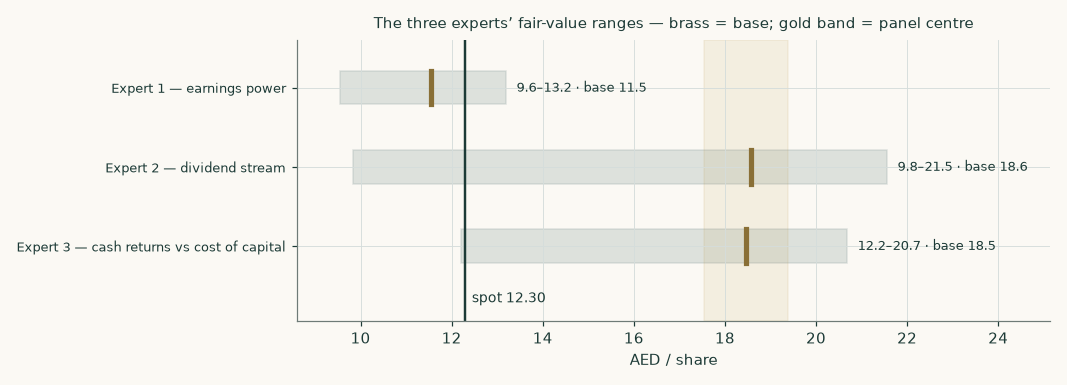 The three experts’ fair-value ranges — brass = base; gold band = panel centre
Expert 1 — earnings power
9.6–13.2 · base 11.5
Expert 2 — dividend stream
9.8–21.5 · base 18.6
Expert 3 — cash returns vs cost of capital
12.2–20.7 · base 18.5
spot 12.30
10 12 14 16 18 20 22 24
AED / share